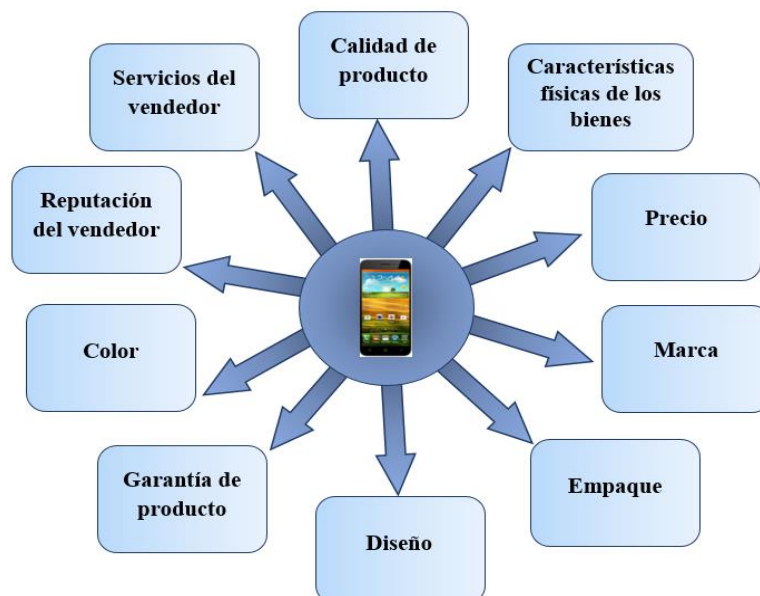 Calidad de
producto
Características
físicas de los
bienes
Precio
Marca
Empaque
Diseño
Garantía de
producto
Color
Reputación
del vendedor
Servicios del
vendedor